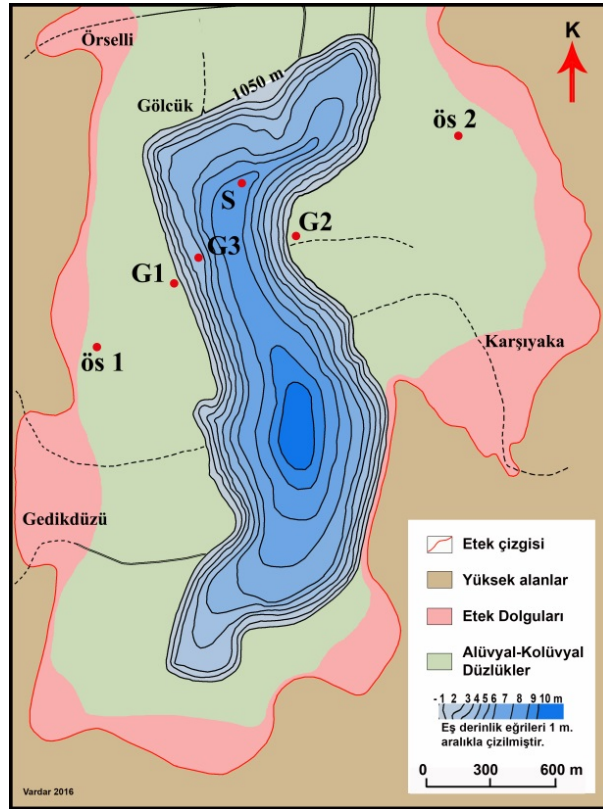 Örselli
K
1050 m
Gölcük
ös 2
S
G2
G3
G1
Karşıyaka
ös 1
Gedikdüzü
Etek çizgisi
Yüksek alanlar
Etek Dolguları
Alüvyal-Kolüvyal
Düzlükler
- 1 2 3 4 5 6 7 8 9 10 m
Eş derinlik eğrileri 1 m.
aralıkla çizilmiştir.
0 300 600 m
Vardar 2016